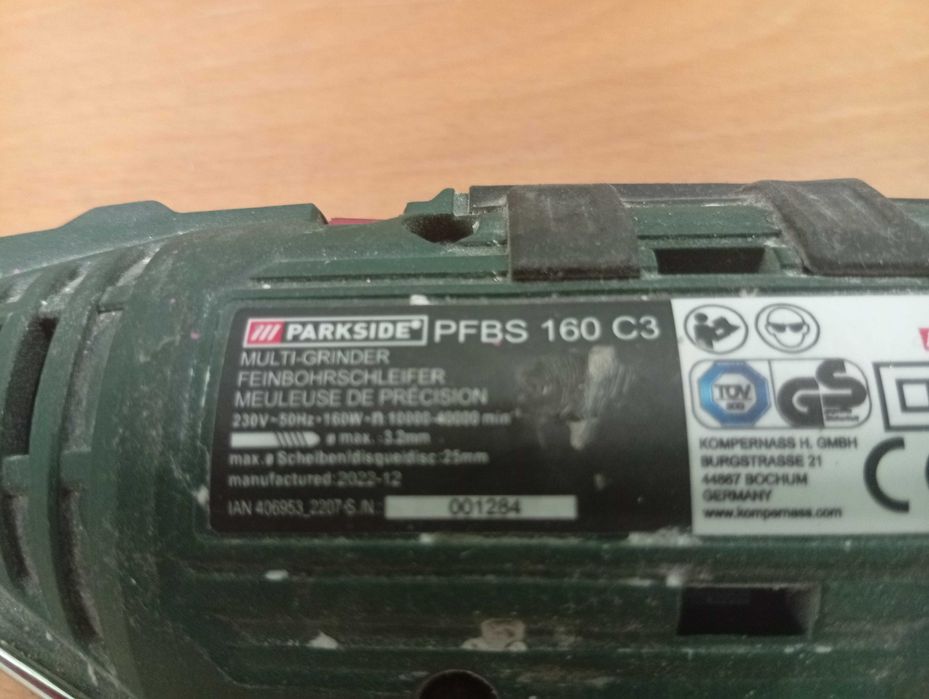 PARKSIDE® PFBS 160 C3
MULTI-GRINDER
FEINBOHRSCHLEIFER
MEULEUSE DE PRÉCISION
230V~50Hz•160W•n 10000-40000 min
ø max.: 3.2mm
max.ø Scheiben/disque/disc:25mm
manufactured:2022-12
IAN 406953_2207-S./N.: 001284
TÜV
GS
KOMPERNASS H. GMBH
BURGSTRASSE 21
44867 BOCHUM
GERMANY
www.kompernass.com